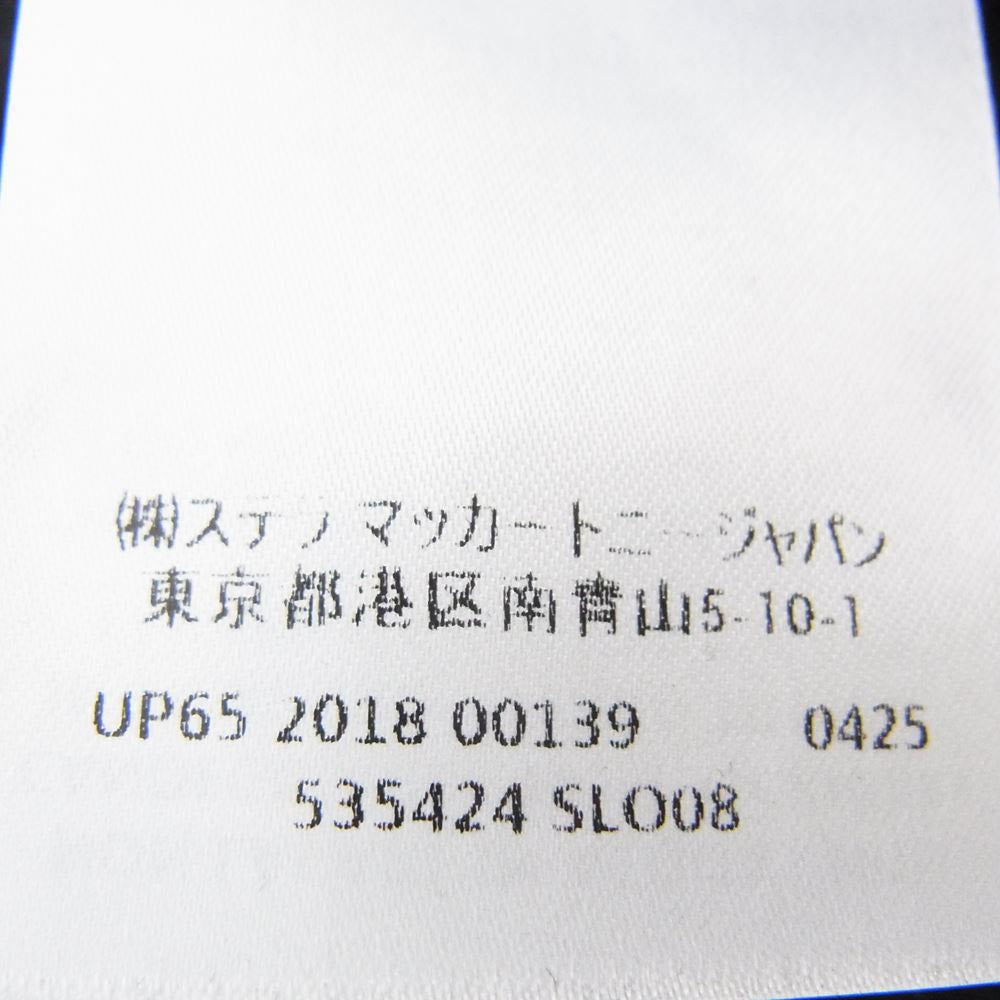 ㈱ステラ マッカートニー ジャパン
東京都港区南青山5-10-1
UP65 2018 00139 0425
535424 SLO08